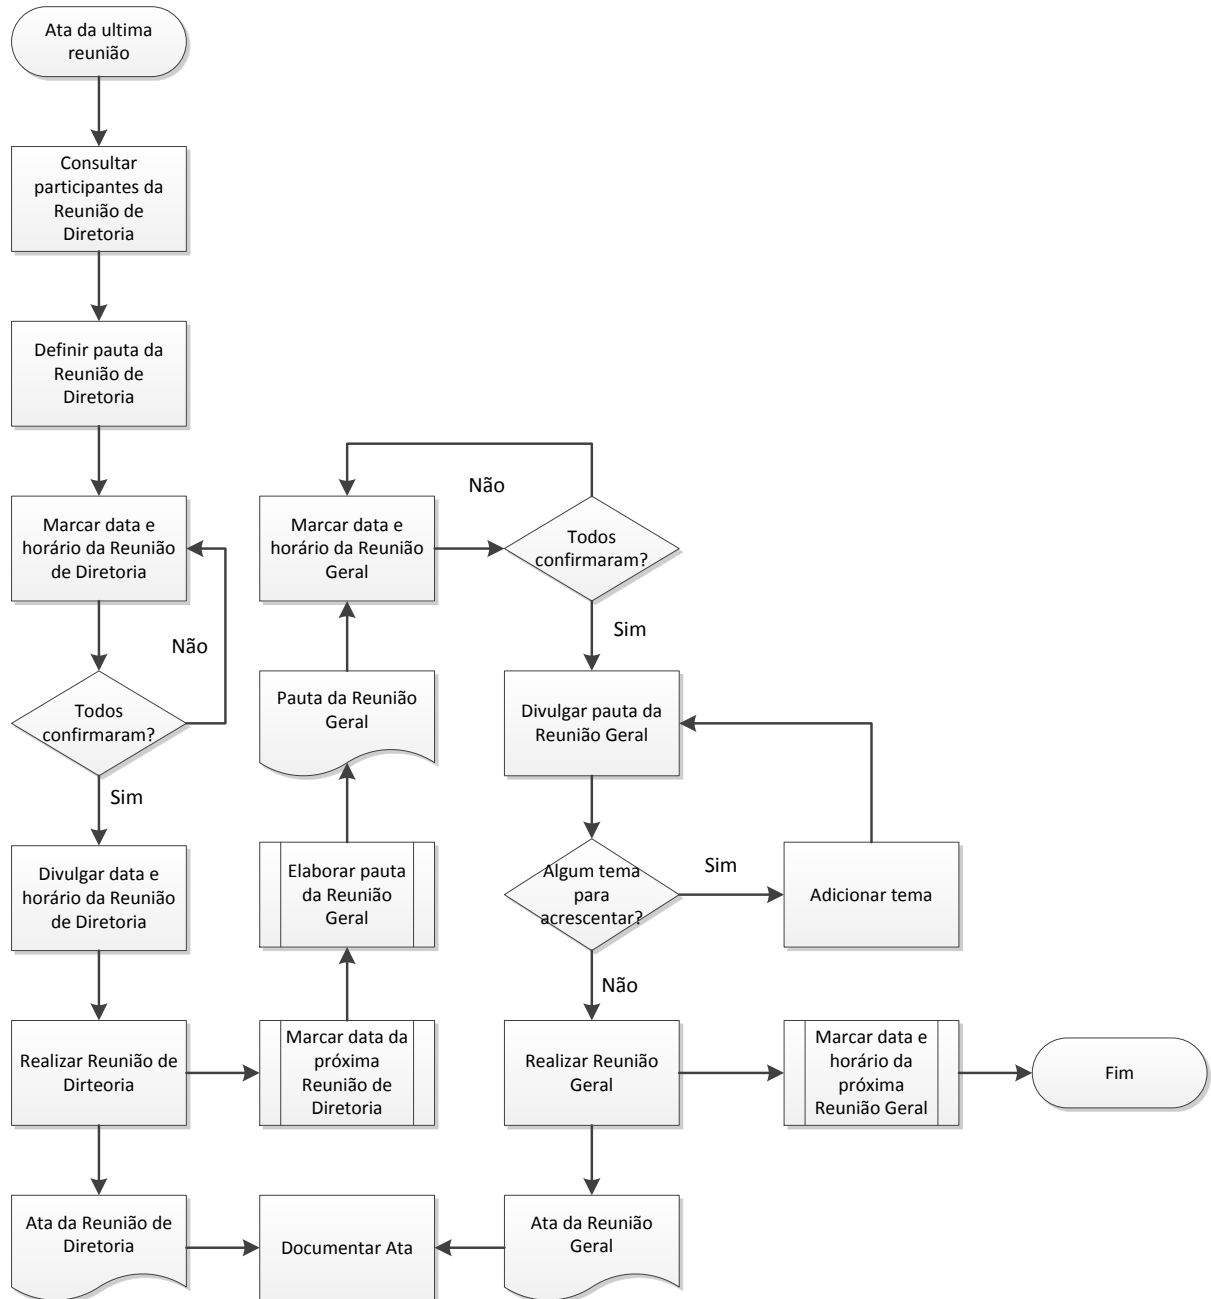 Ata da ultima
reunião
Consultar
participantes da
Reunião de
Diretoria
Definir pauta da
Reunião de
Diretoria
Marcar data e
horário da Reunião
de Diretoria
Não
Todos
confirmaram?
Sim
Divulgar data e
horário da Reunião
de Diretoria
Realizar Reunião de
Dirteoria
Ata da Reunião de
Diretoria
Documentar Ata
Marcar data da
próxima
Reunião de
Diretoria
Elaborar pauta
da Reunião
Geral
Pauta da Reunião
Geral
Marcar data e
horário da Reunião
Geral
Não
Todos
confirmaram?
Sim
Divulgar pauta da
Reunião Geral
Algum tema
para
acrescentar?
Sim
Adicionar tema
Não
Realizar Reunião
Geral
Ata da Reunião
Geral
Marcar data e
horário da
próxima
Reunião Geral
Fim